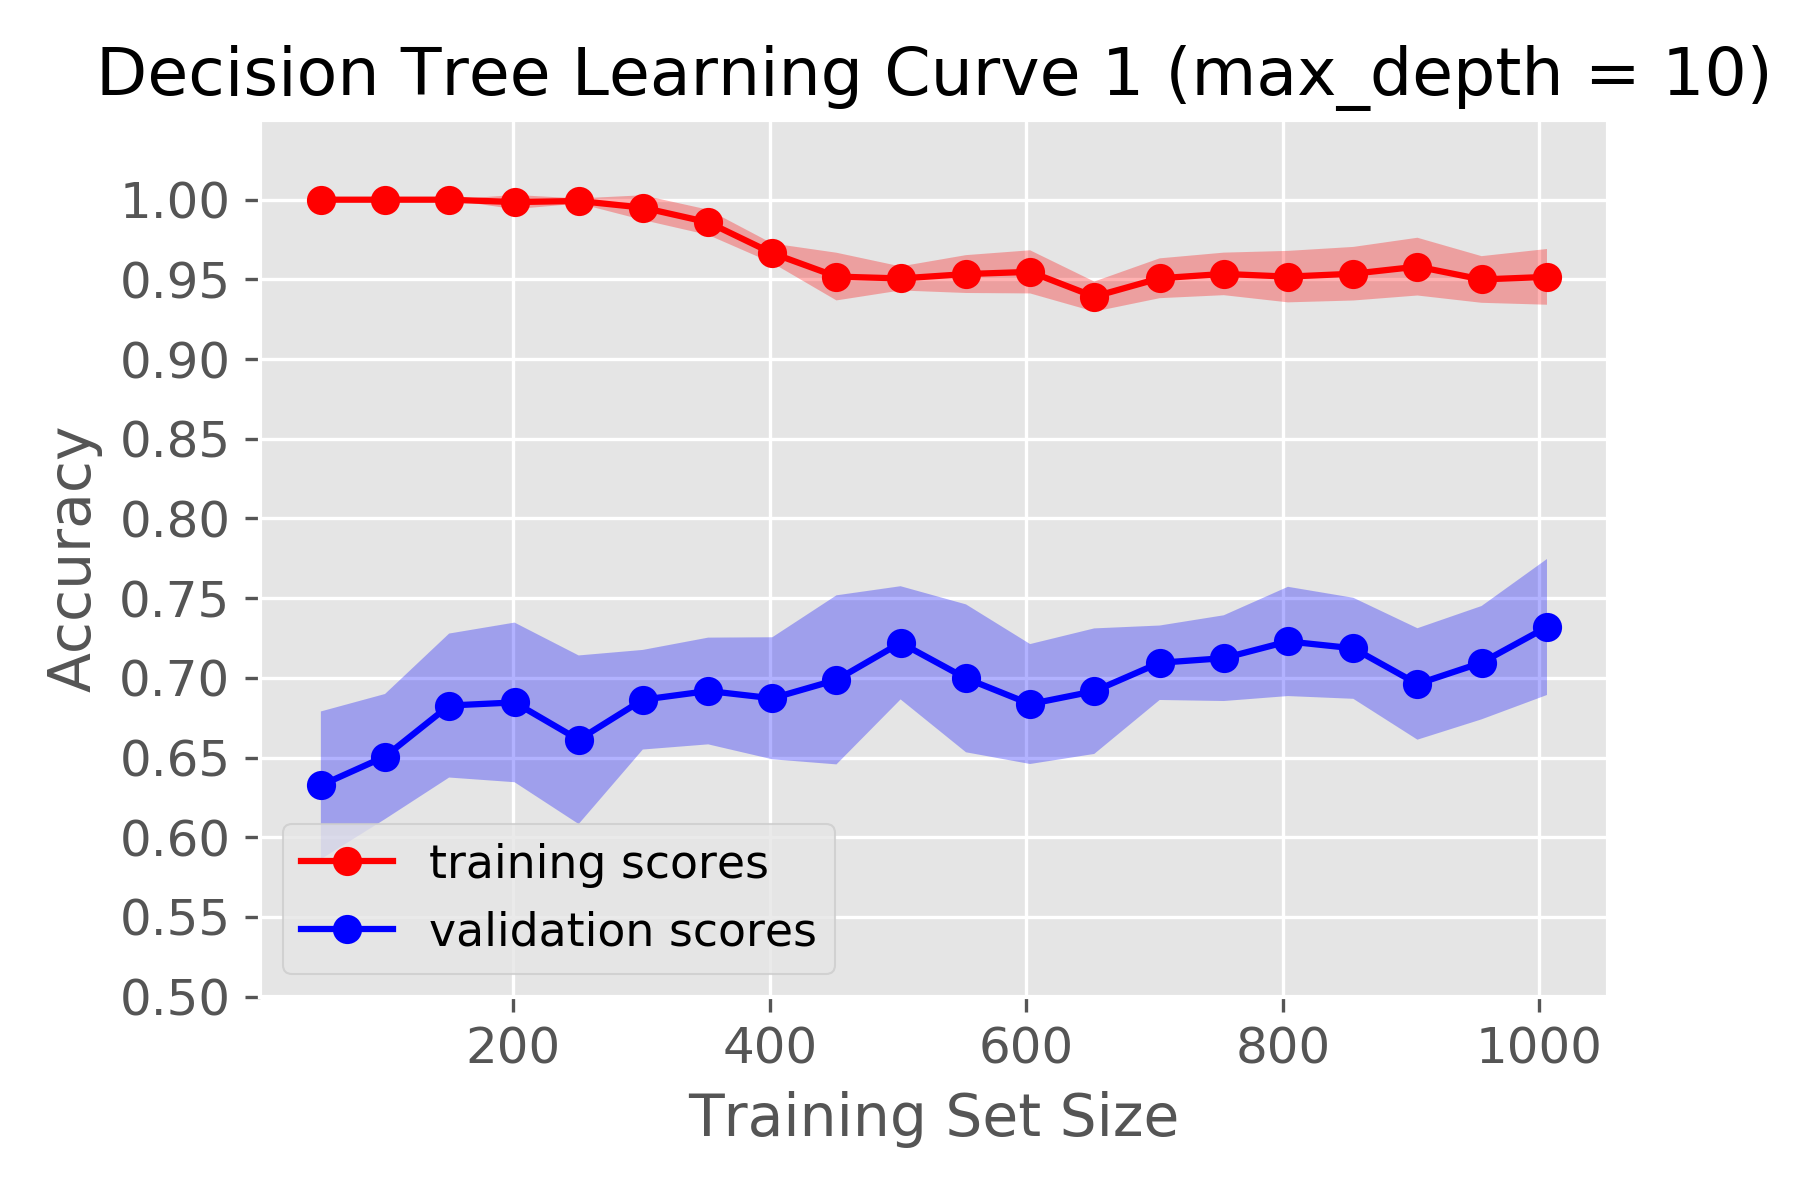 Decision Tree Learning Curve 1 (max_depth = 10)
Accuracy
1.00
0.95
0.90
0.85
0.80
0.75
0.70
0.65
0.60
0.55
0.50
training scores
validation scores
200 400 600 800 1000
Training Set Size